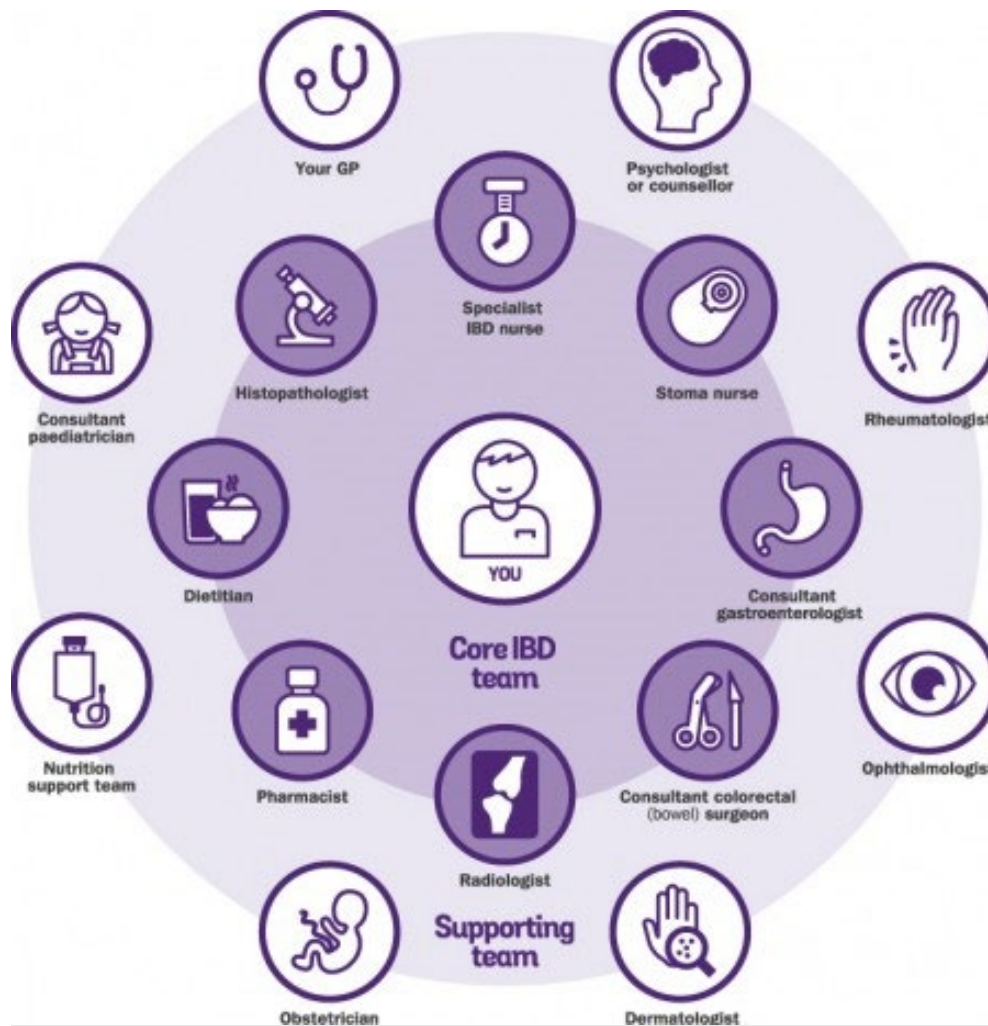 Your GP
Psychologist
or counsellor
Specialist
IBD nurse
Histopathologist
Stoma nurse
Consultant
paediatrician
Rheumatologist
YOU
Dietitian
Consultant
gastroenterologist
Core IBD
team
Nutrition
support team
Pharmacist
Consultant colorectal
(bowel) surgeon
Ophthalmologist
Radiologist
Supporting
team
Obstetrician
Dermatologist